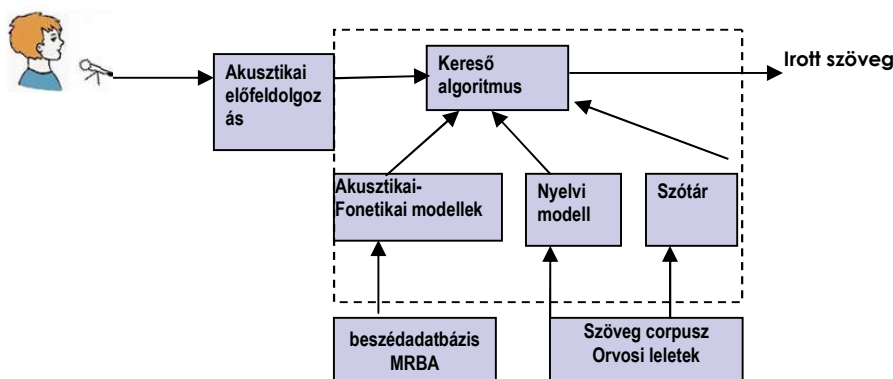 Akusztikai
előfeldolgoz
ás
Kereső
algoritmus
Irott szöveg
Akusztikai-
Fonetikai modellek
Nyelvi
modell
Szótár
beszédadatbázis
MRBA
Szöveg corpusz
Orvosi leletek